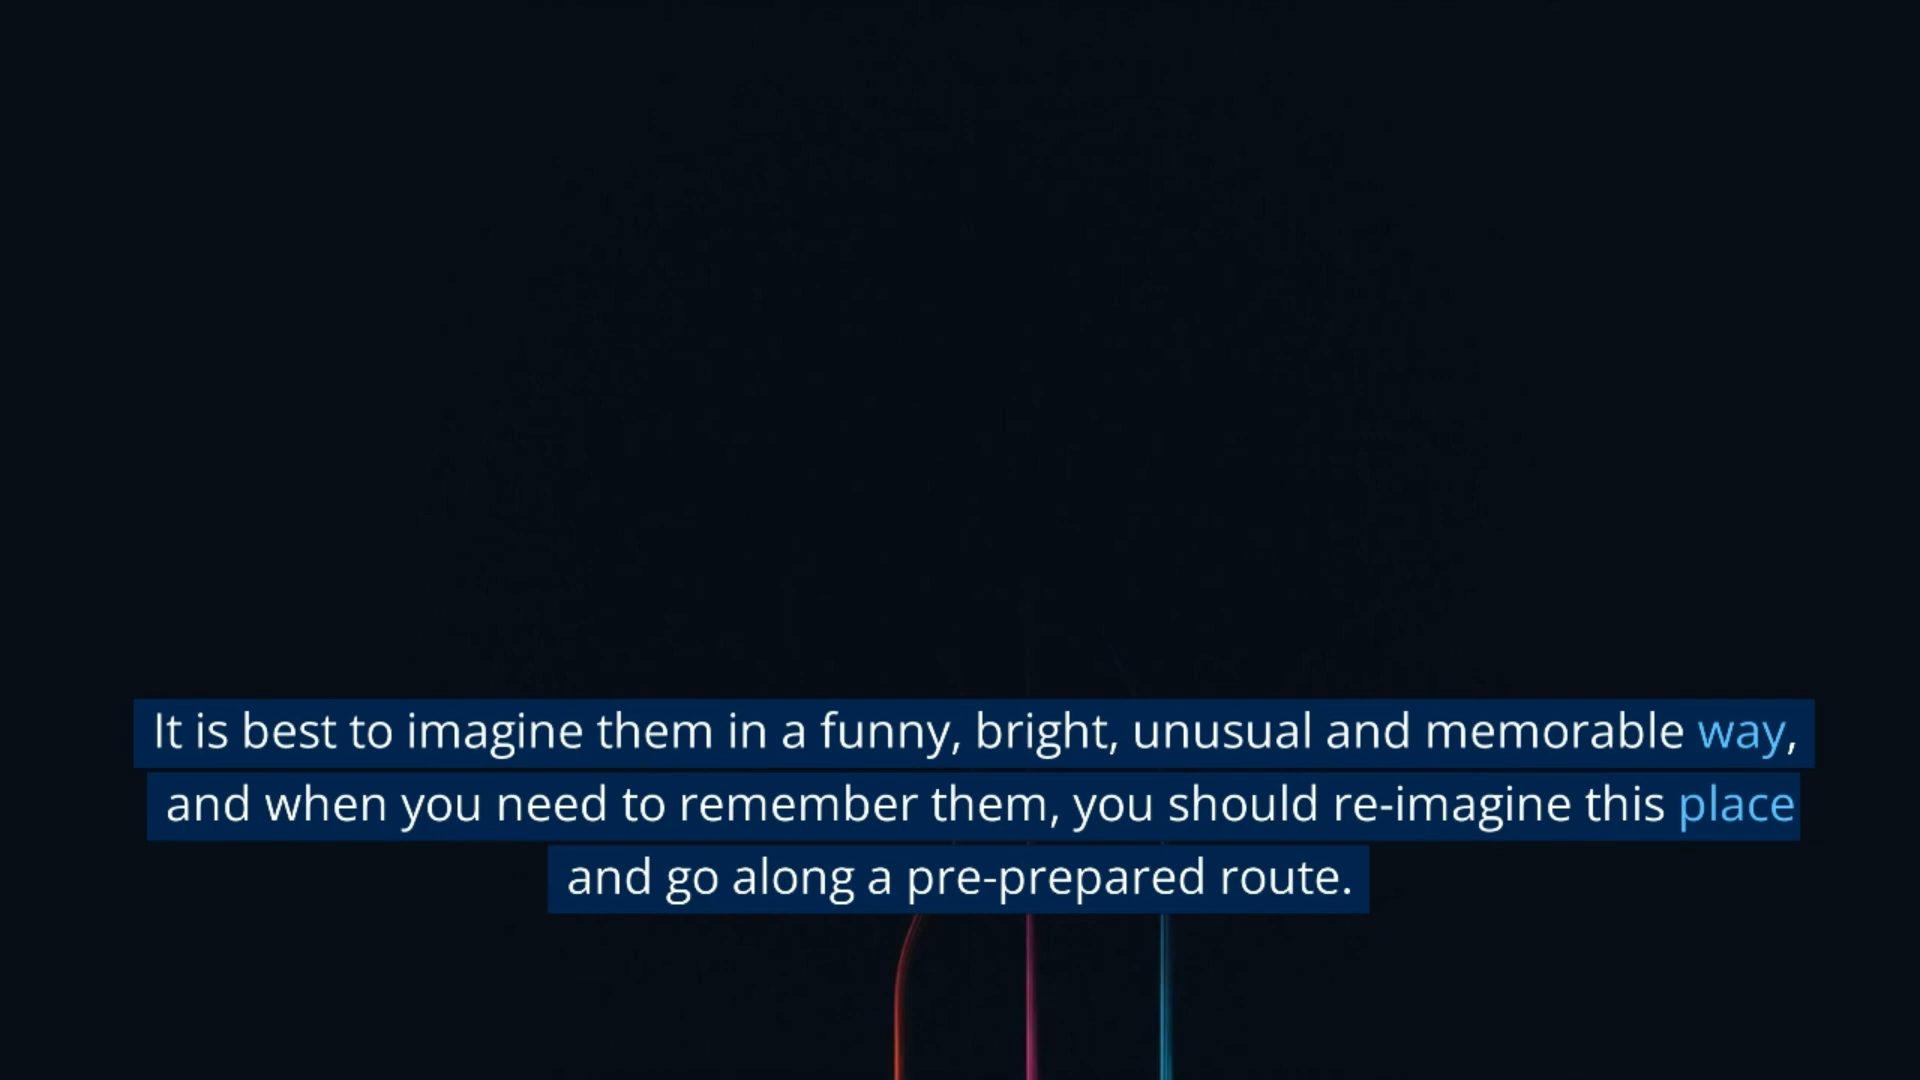 It is best to imagine them in a funny, bright, unusual and memorable way,
and when you need to remember them, you should re-imagine this place
and go along a pre-prepared route.